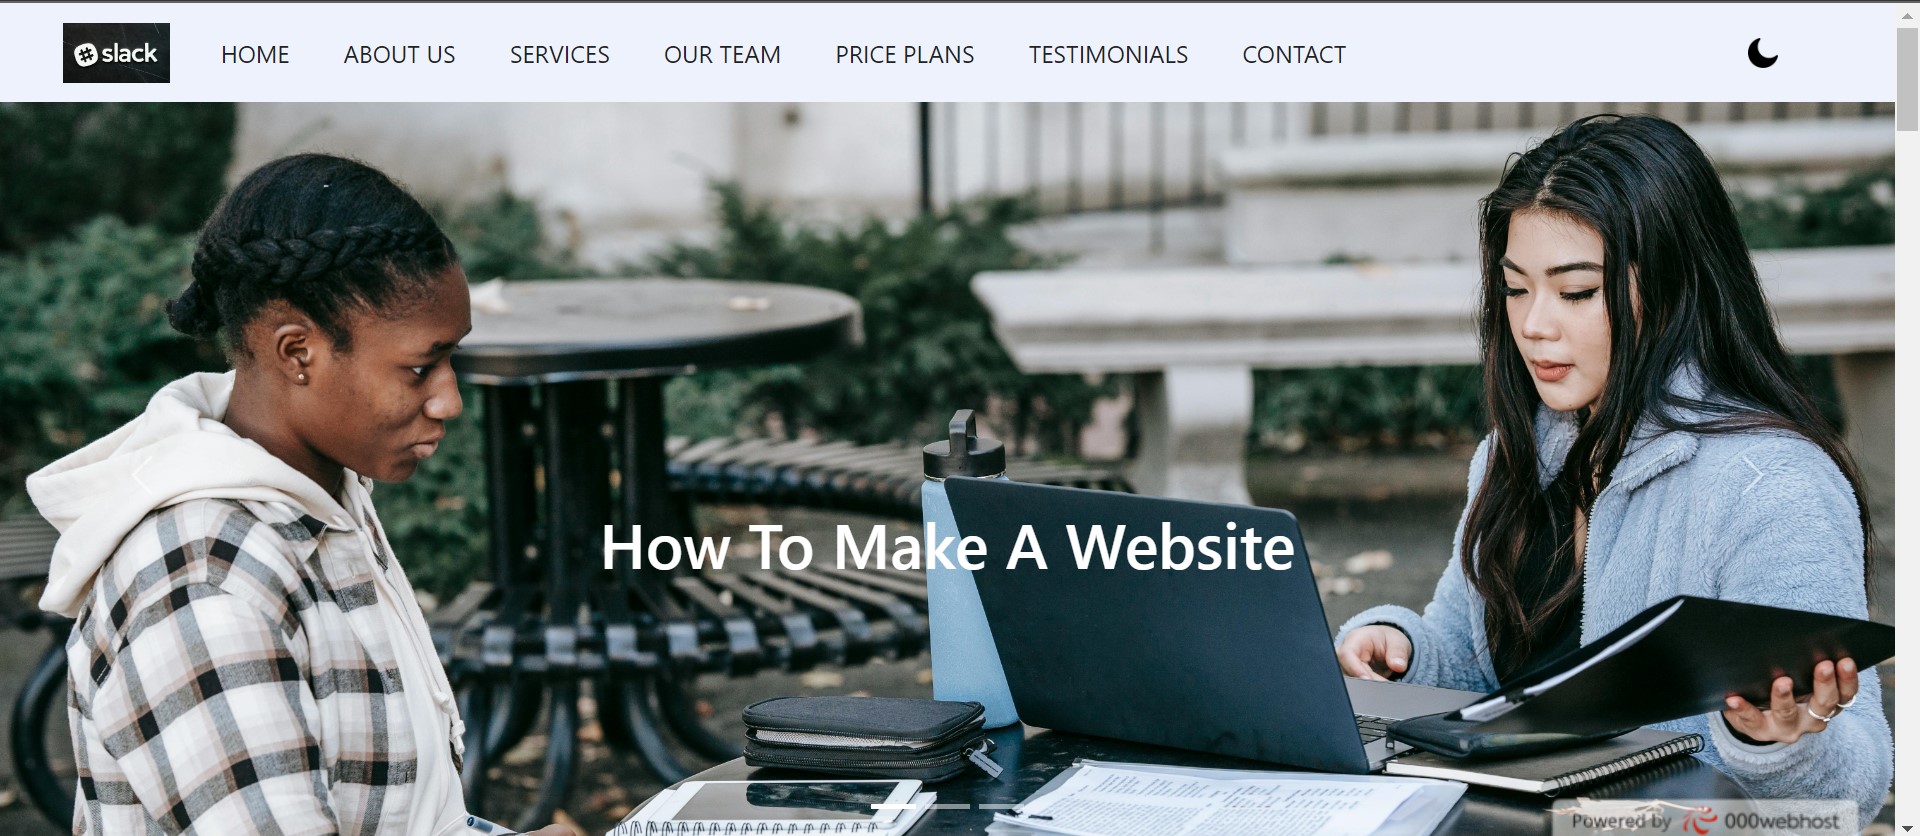 slack
HOME
ABOUT US
SERVICES
OUR TEAM
PRICE PLANS
TESTIMONIALS
CONTACT
How To Make A Website
Powered by 000webhost